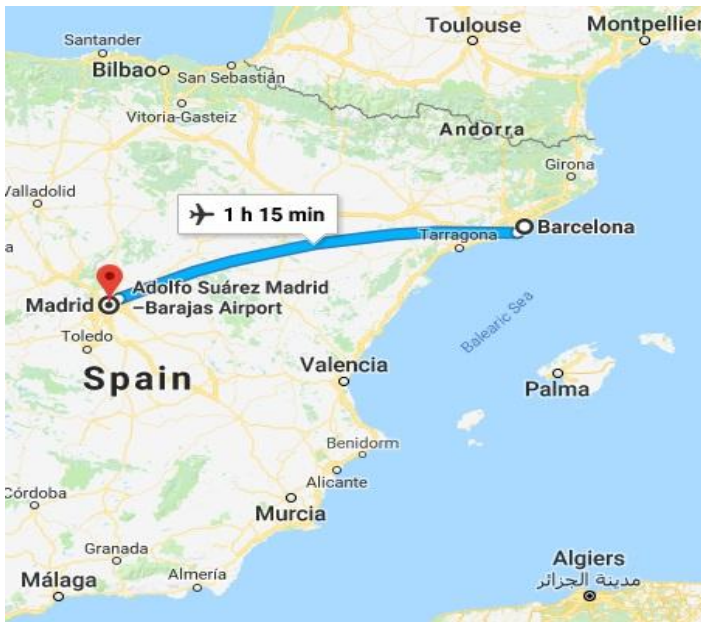 Toulouse
Montpellier
Santander
Bilbao
San Sebastián
Vitoria-Gasteiz
Andorra
Girona
Valladolid
1 h 15 min
Barcelona
Tarragona
a
Adolfo Suárez Madrid
–Barajas Airport
Madrid
Toledo
Balearic Sea
Spain
Valencia
Palma
Benidorm
Alicante
Córdoba
Murcia
Granada
Almería
Málaga
Algiers
مدينة الجزائر